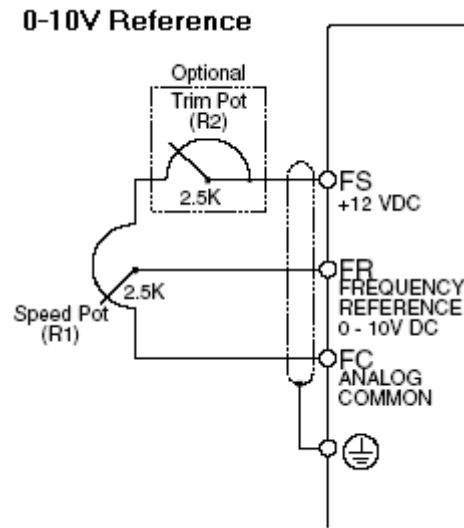 0-10V Reference
Optional
Trim Pot
(R2)
2.5K
FS
+12 VDC
2.5K
Speed Pot
(R1)
FR
FREQUENCY
REFERENCE
0 - 10V DC
FC
ANALOG
COMMON